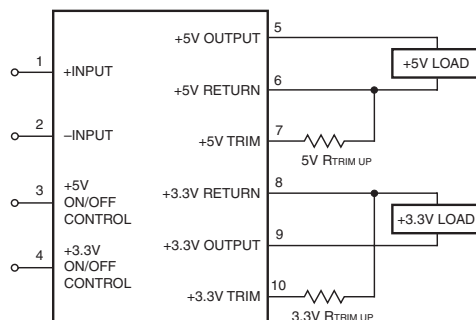 1
+INPUT
2
–INPUT
3
+5V
ON/OFF
CONTROL
4
+3.3V
ON/OFF
CONTROL
+5V OUTPUT
5
+5V LOAD
+5V RETURN
6
+5V TRIM
7
5V RTRIM UP
+3.3V RETURN
8
+3.3V LOAD
+3.3V OUTPUT
9
+3.3V TRIM
10
3.3V RTRIM UP